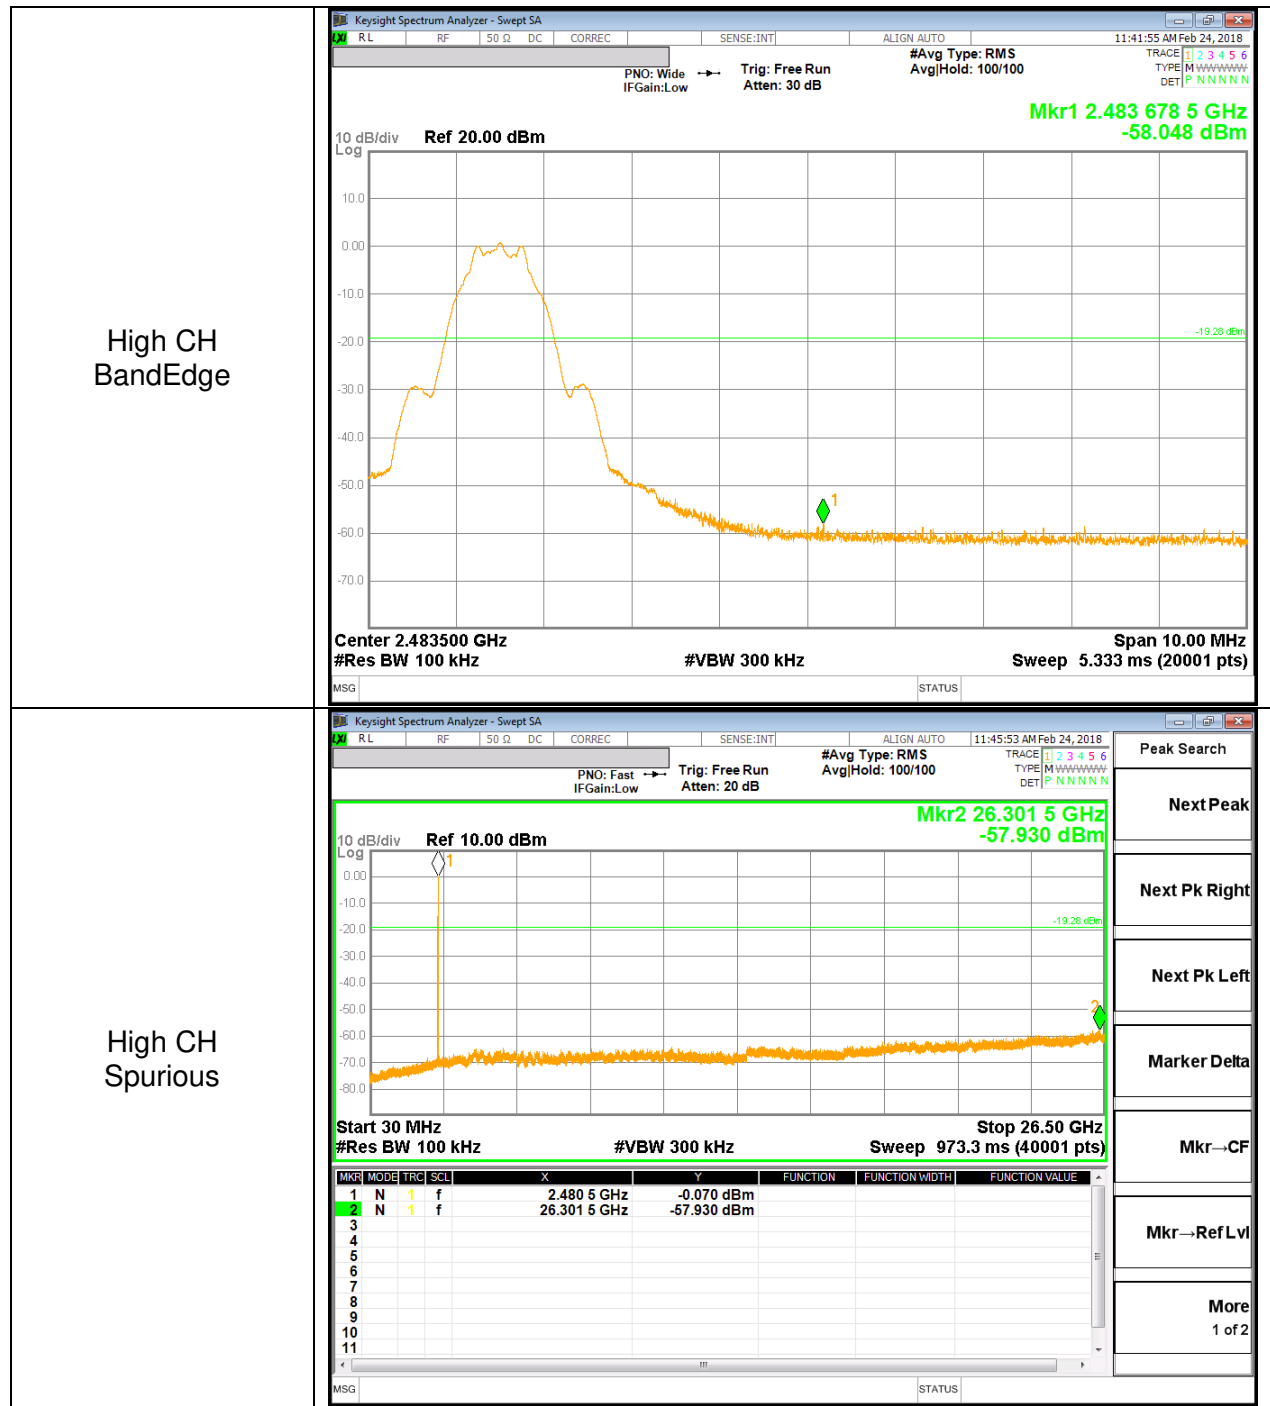 High CH
BandEdge
Keysight Spectrum Analyzer - Swept SA
LXI RL RF 50 Ω DC CORREC SENSE:INT ALIGN AUTO 11:41:55 AM Feb 24, 2018
#Avg Type: RMS TRACE 1 2 3 4 5 6
PNO: Wide Trig: Free Run Avg|Hold: 100/100 TYPE M WWWWW
IFGain:Low Atten: 30 dB DET P N N N N N
Mkr1 2.483 678 5 GHz
-58.048 dBm
10 dB/div Ref 20.00 dBm
Log
10.0
0.00
-10.0
-19.28 dBm
-20.0
-30.0
-40.0
-50.0
1
-60.0
-70.0
Center 2.483500 GHz Span 10.00 MHz
#Res BW 100 kHz #VBW 300 kHz Sweep 5.333 ms (20001 pts)
MSG STATUS
High CH
Spurious
Keysight Spectrum Analyzer - Swept SA
LXI RL RF 50 Ω DC CORREC SENSE:INT ALIGN AUTO 11:45:53 AM Feb 24, 2018
#Avg Type: RMS TRACE 1 2 3 4 5 6
PNO: Fast Trig: Free Run Avg|Hold: 100/100 TYPE M WWWWW
IFGain:Low Atten: 20 dB DET P N N N N N
Mkr2 26.301 5 GHz
-57.930 dBm
10 dB/div Ref 10.00 dBm
Log
1
0.00
-10.0
-19.28 dBm
-20.0
-30.0
-40.0
-50.0
2
-60.0
-70.0
-80.0
Start 30 MHz Stop 26.50 GHz
#Res BW 100 kHz #VBW 300 kHz Sweep 973.3 ms (40001 pts)
MKR MODE TRC SCL X Y FUNCTION FUNCTION WIDTH FUNCTION VALUE
1 N 1 f 2.480 5 GHz -0.070 dBm
2 N 1 f 26.301 5 GHz -57.930 dBm
3
4
5
6
7
8
9
10
11
MSG STATUS
Peak Search
Next Peak
Next Pk Right
Next Pk Left
Marker Delta
Mkr→CF
Mkr→Ref Lvl
More
1 of 2